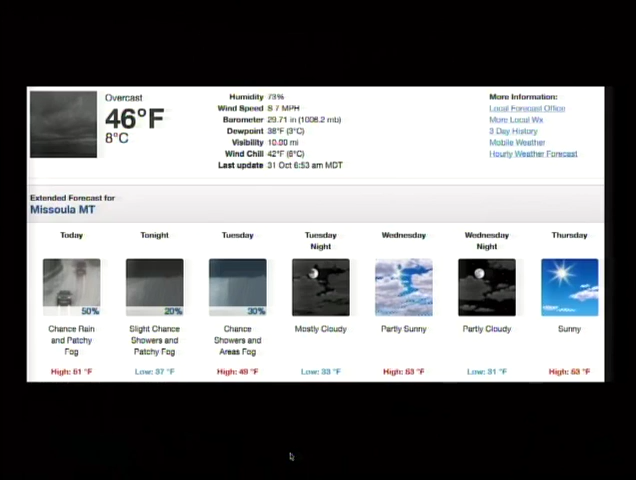 Overcast
46°F
8°C
Humidity 73%
Wind Speed S 7 MPH
Barometer 29.71 in (1006.2 mb)
Dewpoint 38°F (3°C)
Visibility 10.00 mi
Wind Chill 42°F (6°C)
Last update 31 Oct 6:53 am MDT
More Information:
Local Forecast Office
More Local Wx
3 Day History
Mobile Weather
Hourly Weather Forecast
Extended Forecast for
Missoula MT
Today
50%
Chance Rain
and Patchy
Fog
High: 51 °F
Tonight
20%
Slight Chance
Showers and
Patchy Fog
Low: 37 °F
Tuesday
30%
Chance
Showers and
Areas Fog
High: 49 °F
Tuesday
Night
Mostly Cloudy
Low: 33 °F
Wednesday
Partly Sunny
High: 53 °F
Wednesday
Night
Partly Cloudy
Low: 31 °F
Thursday
Sunny
High: 53 °F